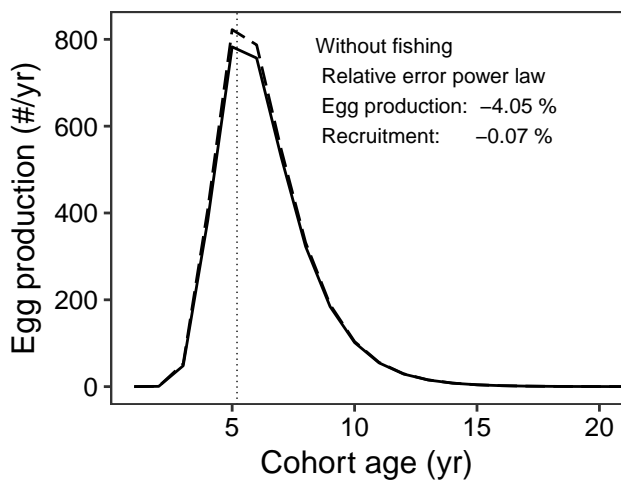 Egg production (#/yr)
800
600
400
200
0
Without fishing
Relative error power law
Egg production: −4.05 %
Recruitment: −0.07 %
5
10
15
20
Cohort age (yr)